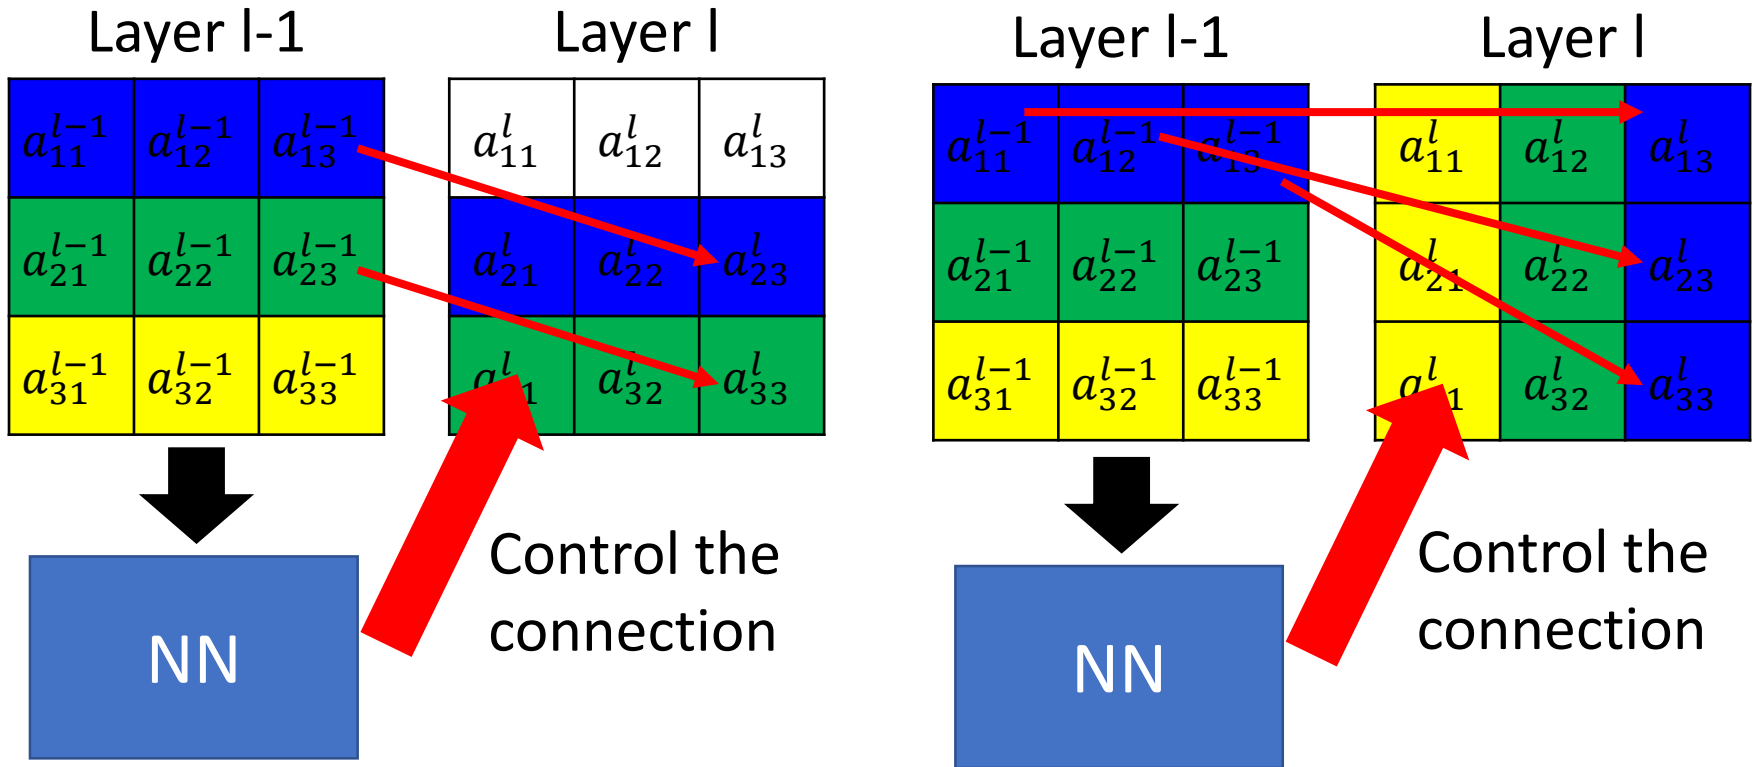 Layer l-1 Layer l Layer l-1 Layer l
a_{11}^{l-1} a_{12}^{l-1} a_{13}^{l-1} a_{11}^{l} a_{12}^{l} a_{13}^{l} a_{11}^{l-1} a_{12}^{l-1} a_{13}^{l-1} a_{11}^{l} a_{12}^{l} a_{13}^{l}
a_{21}^{l-1} a_{22}^{l-1} a_{23}^{l-1} a_{21}^{l} a_{22}^{l} a_{23}^{l} a_{21}^{l-1} a_{22}^{l-1} a_{23}^{l-1} a_{21}^{l} a_{22}^{l} a_{23}^{l}
a_{31}^{l-1} a_{32}^{l-1} a_{33}^{l-1} a_{32}^{l} a_{33}^{l} a_{31}^{l-1} a_{32}^{l-1} a_{33}^{l-1} a_{32}^{l} a_{33}^{l}
Control the
connection
NN
Control the
connection
NN